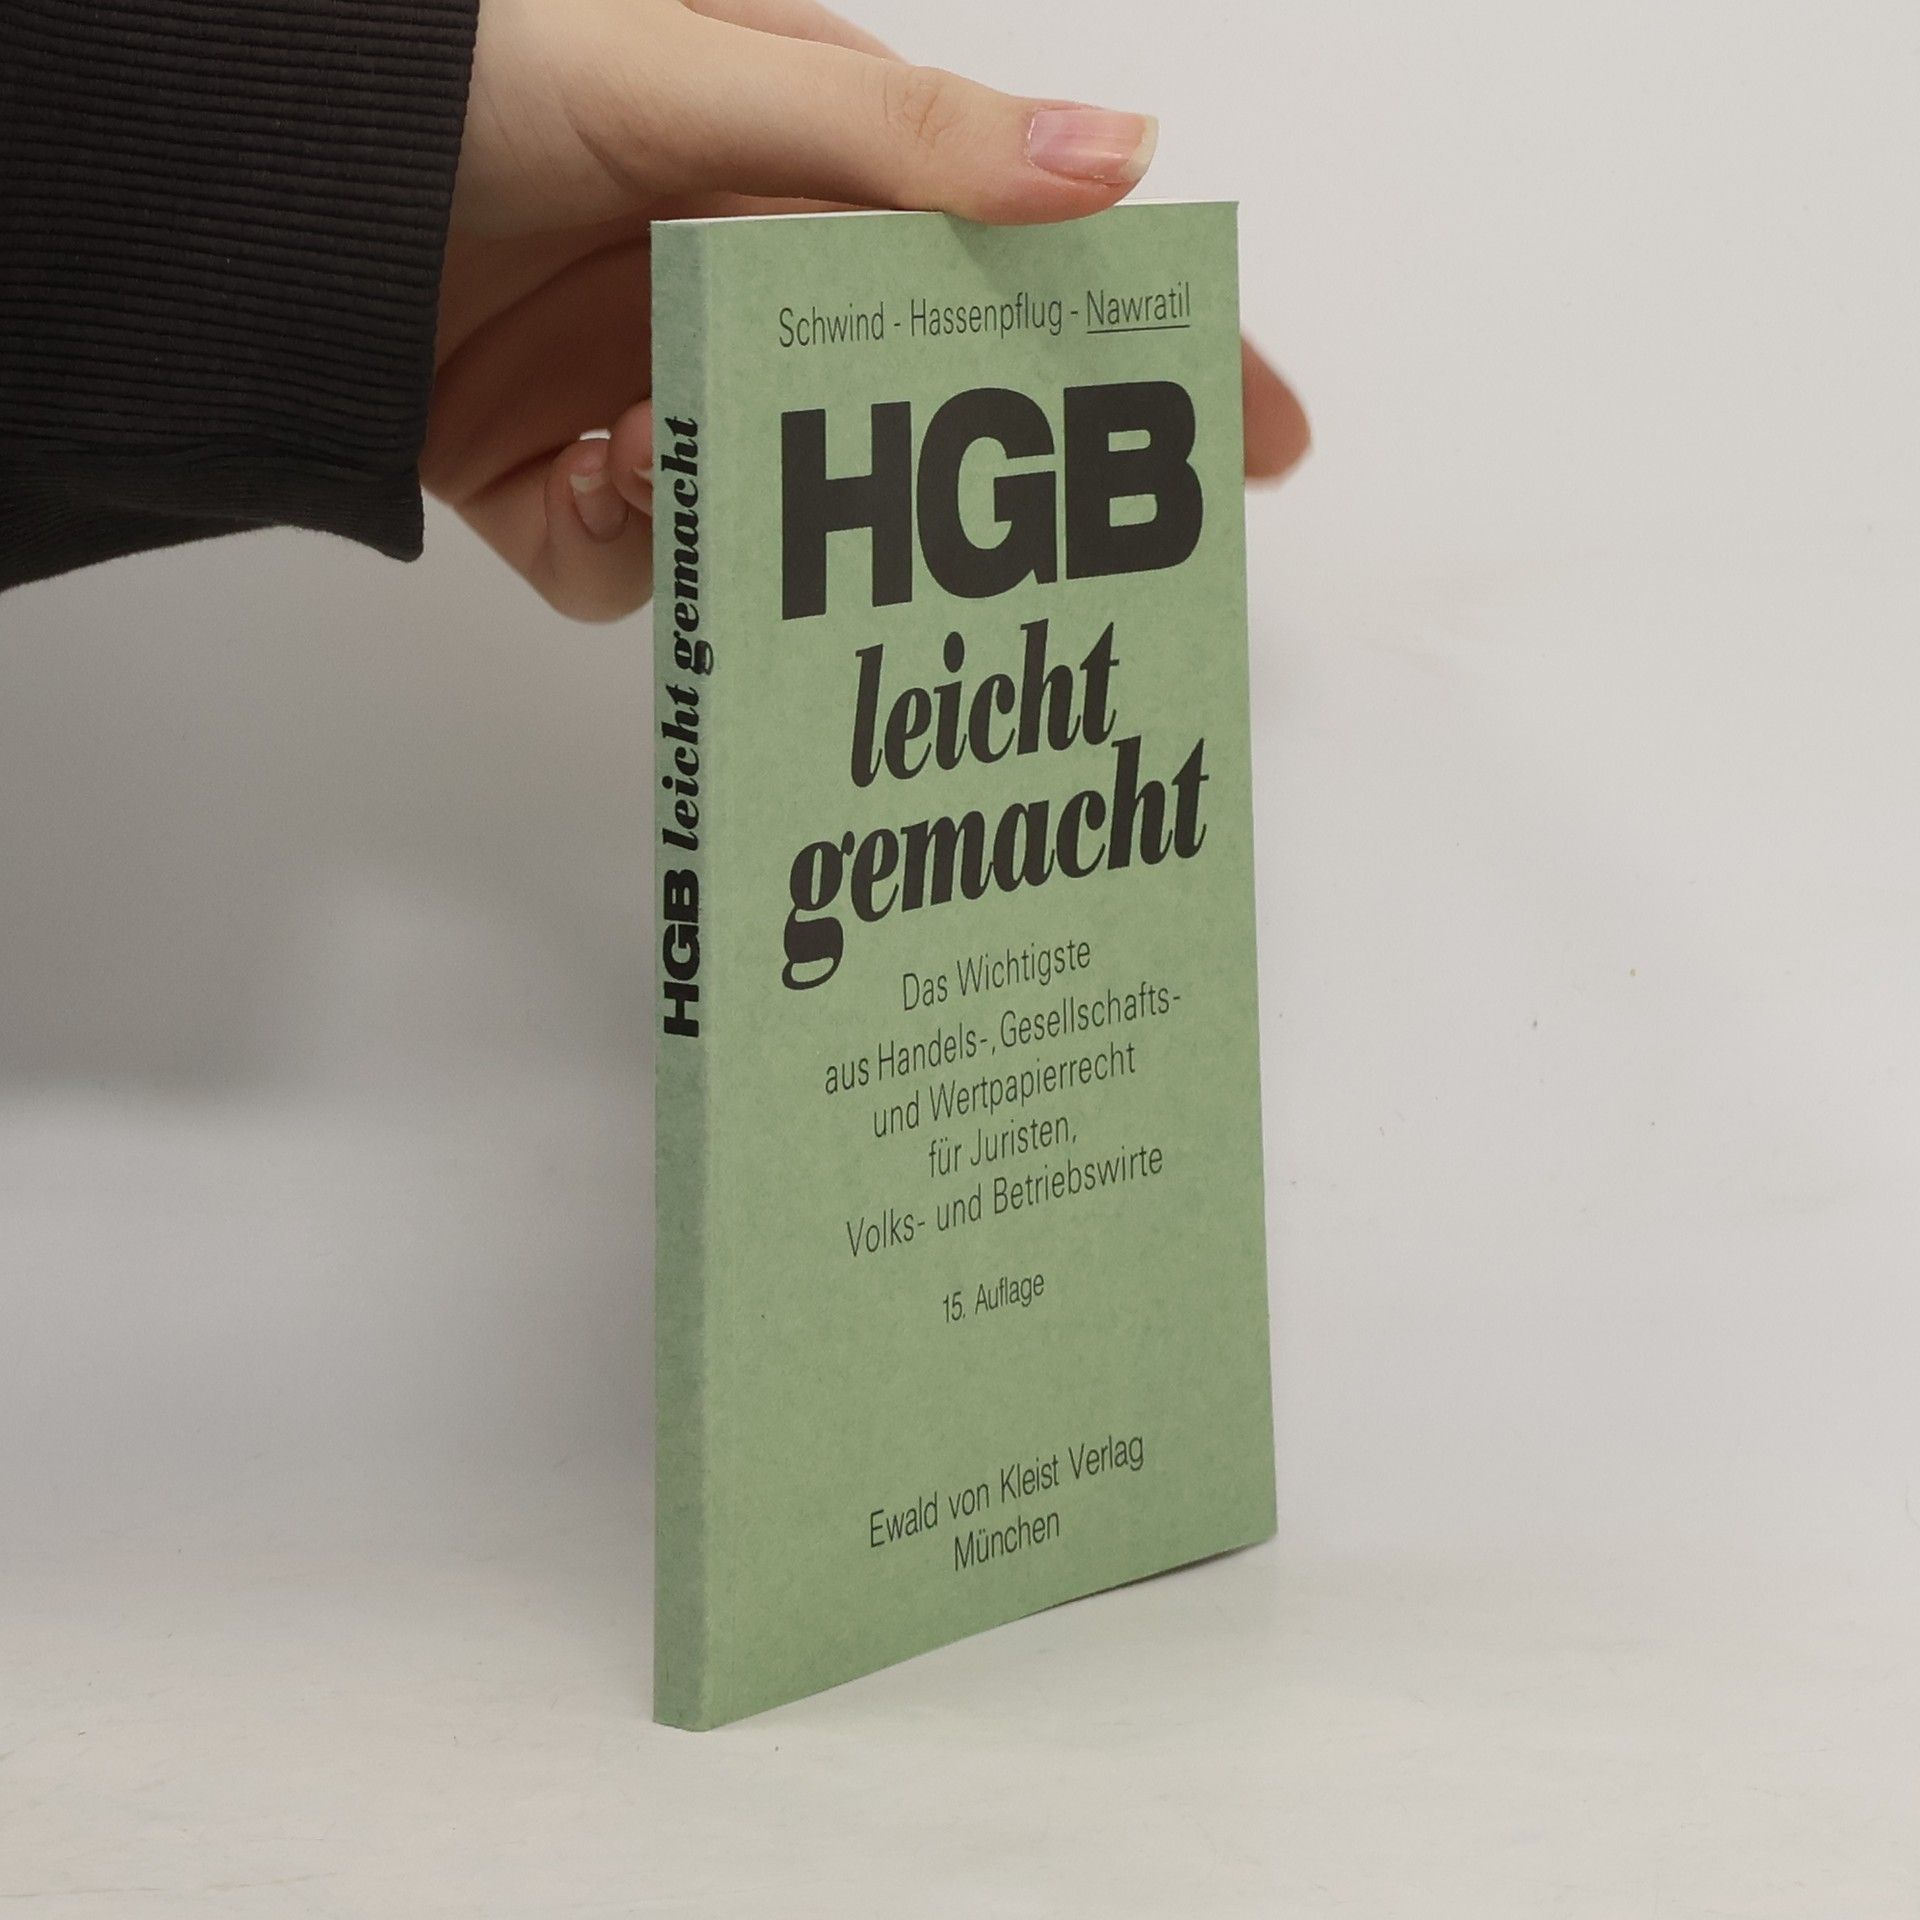 Schwind - Hassenpflug - Nawratil
HGB
leicht
gemacht
Das Wichtigste
aus Handels-, Gesellschafts-
und Wertpapierrecht
für Juristen,
Volks- und Betriebswirte
15. Auflage
Ewald von Kleist Verlag
München
HGB leicht gemacht